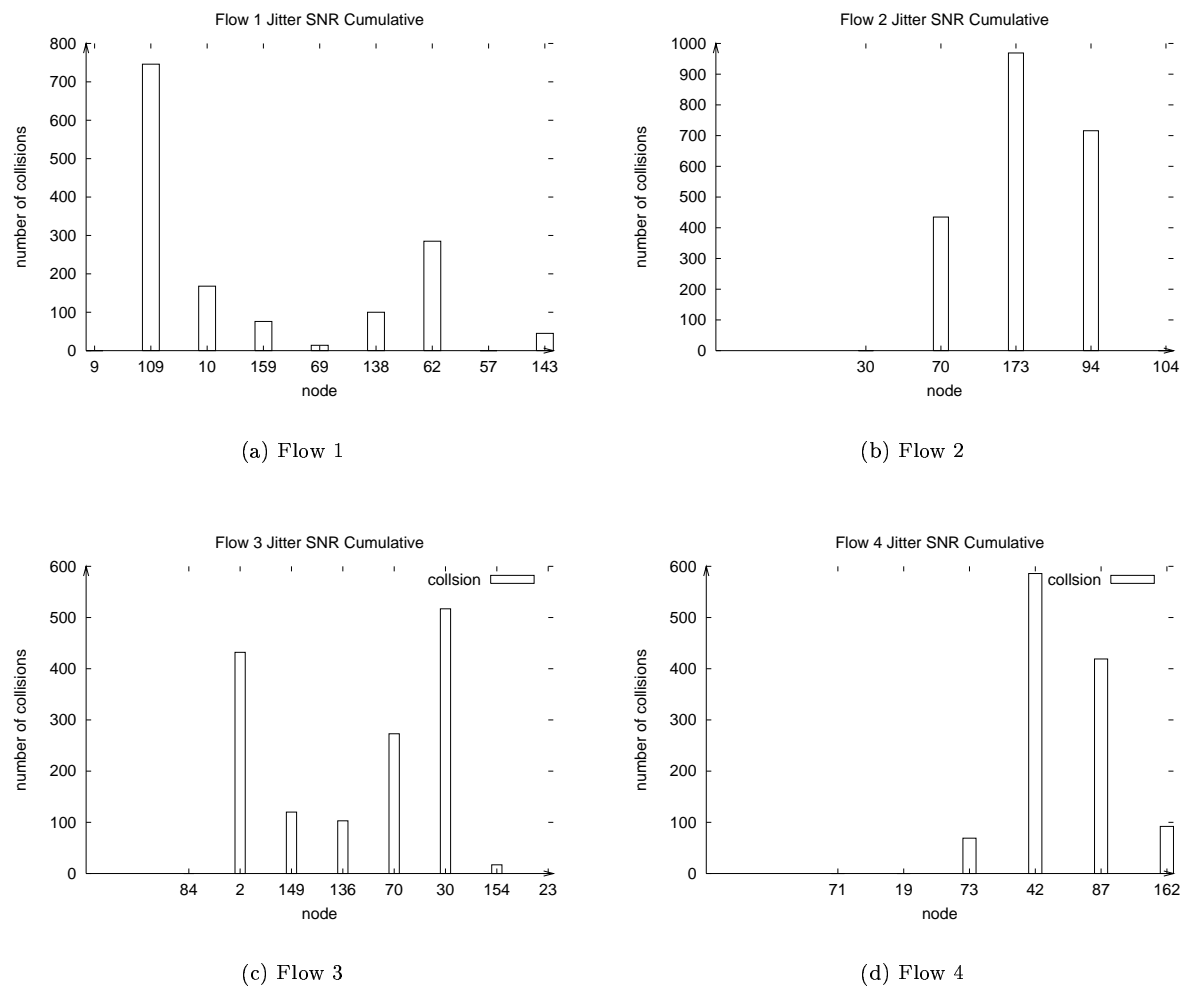 Flow 1 Jitter SNR Cumulative
800
700
600
500
400
300
200
100
0
number of collisions
9 109 10 159 69 138 62 57 143
node
(a) Flow 1
Flow 2 Jitter SNR Cumulative
1000
900
800
700
600
500
400
300
200
100
0
number of collisions
30 70 173 94 104
node
(b) Flow 2
Flow 3 Jitter SNR Cumulative
collsion
600
500
400
300
200
100
0
number of collisions
84 2 149 136 70 30 154 23
node
(c) Flow 3
Flow 4 Jitter SNR Cumulative
collsion
600
500
400
300
200
100
0
number of collisions
71 19 73 42 87 162
node
(d) Flow 4